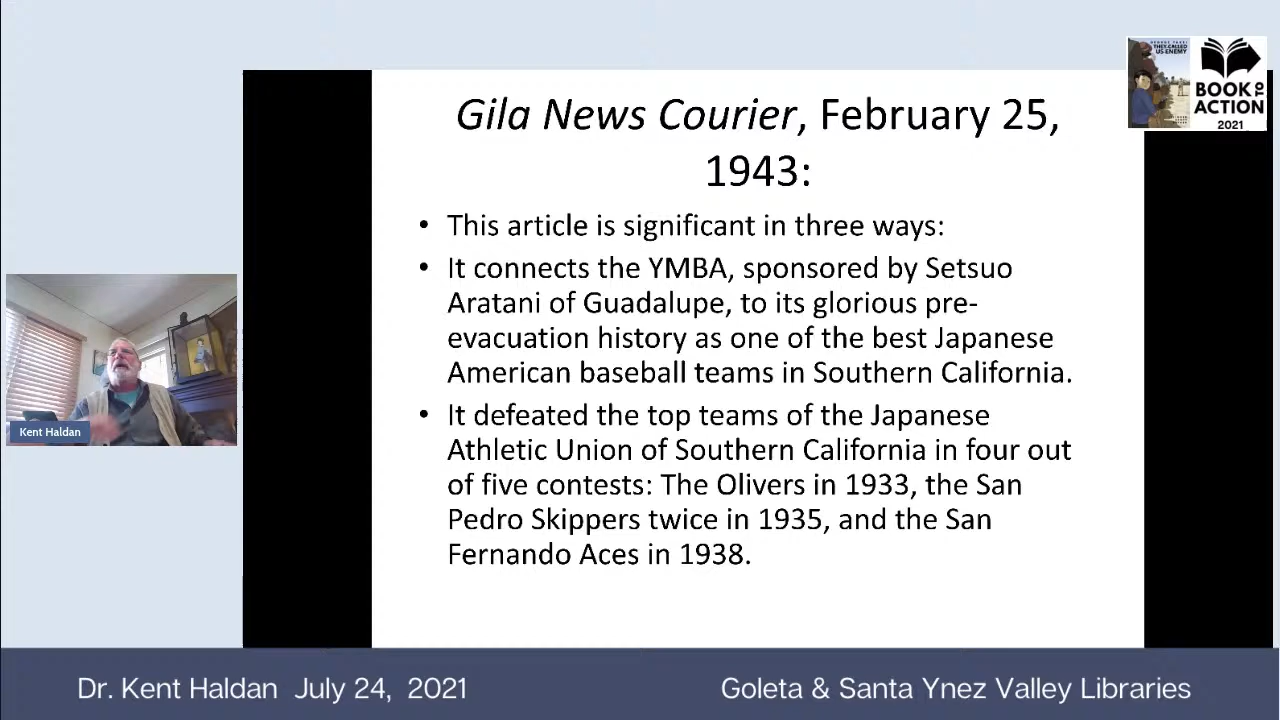 Gila News Courier, February 25,
1943:
• This article is significant in three ways:
• It connects the YMBA, sponsored by Setsuo
Aratani of Guadalupe, to its glorious pre-
evacuation history as one of the best Japanese
American baseball teams in Southern California.
• It defeated the top teams of the Japanese
Athletic Union of Southern California in four out
of five contests: The Olivers in 1933, the San
Pedro Skippers twice in 1935, and the San
Fernando Aces in 1938.
THEY CALLED
US ENEMY
BOOK TO
ACTION
2021
Kent Haldan
Dr. Kent Haldan July 24, 2021
Goleta & Santa Ynez Valley Libraries